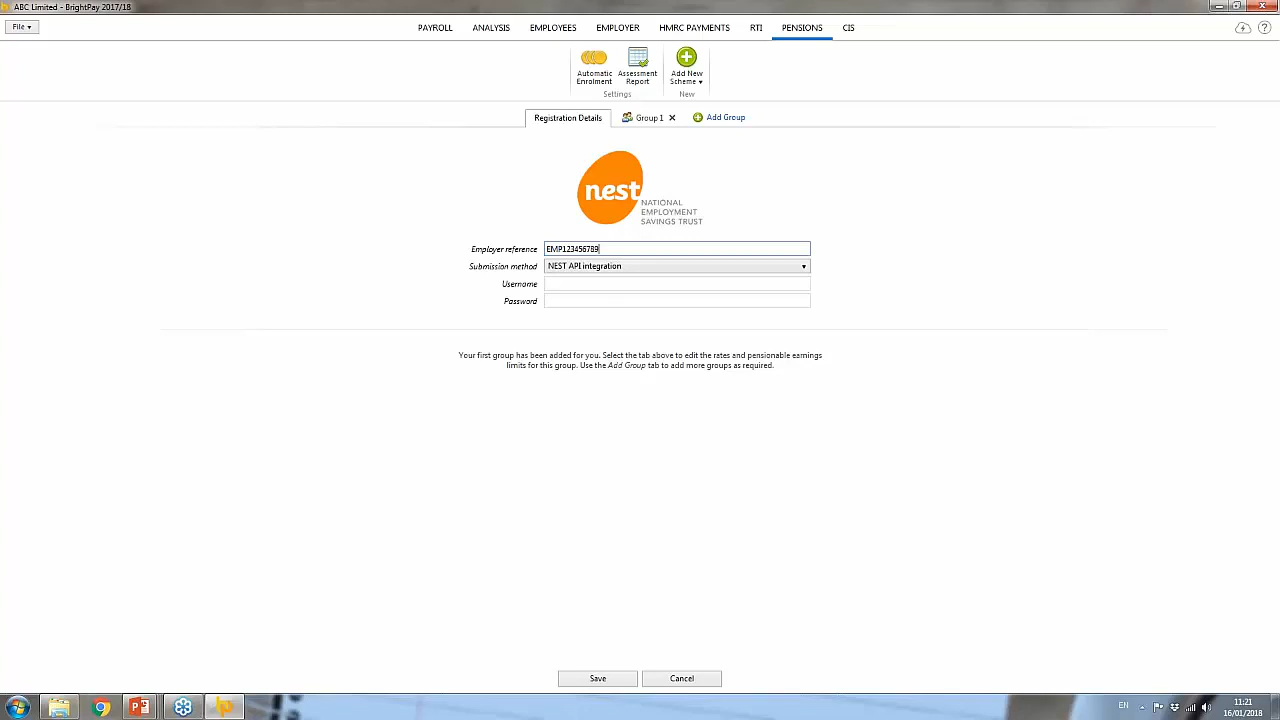 ABC Limited - BrightPay 2017/18
File
PAYROLL ANALYSIS EMPLOYEES EMPLOYER HMRC PAYMENTS RTI PENSIONS CIS
Automatic Enrolment
Assessment Report
Add New Scheme
Settings New
Registration Details Group 1 Add Group
nest
NATIONAL
EMPLOYMENT
SAVINGS TRUST
Employer reference EMP123456789
Submission method NEST API integration
Username
Password
Your first group has been added for you. Select the tab above to edit the rates and pensionable earnings
limits for this group. Use the Add Group tab to add more groups as required.
Save Cancel
EN 11:21
16/01/2018